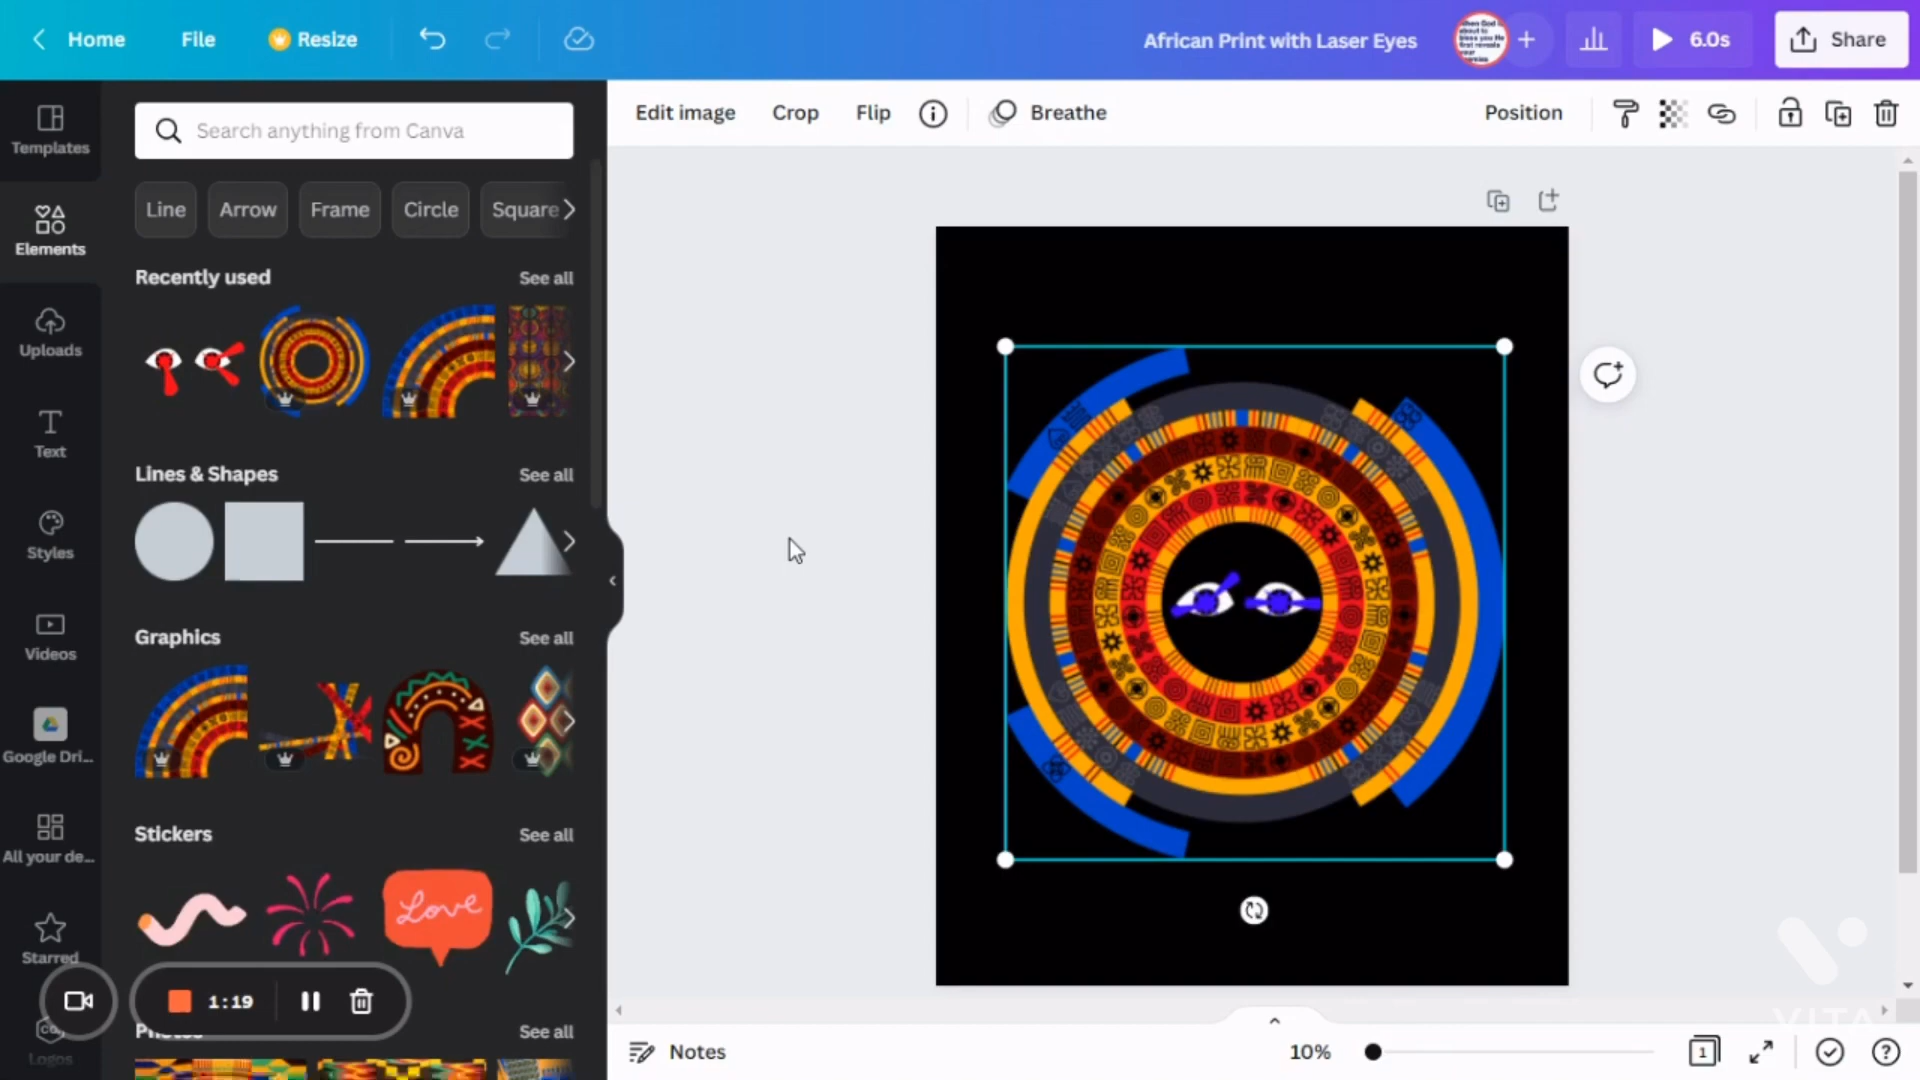 Home
File
Resize
African Print with Laser Eyes
6.0s
Share
Templates
Elements
Uploads
Text
Styles
Videos
Google Dri...
All your de...
Starred
Logos
Search anything from Canva
Line
Arrow
Frame
Circle
Square
Recently used
See all
Lines & Shapes
See all
Graphics
See all
Stickers
See all
Love
1:19
See all
Edit image
Crop
Flip
Breathe
Position
Notes
10%
1
VITA